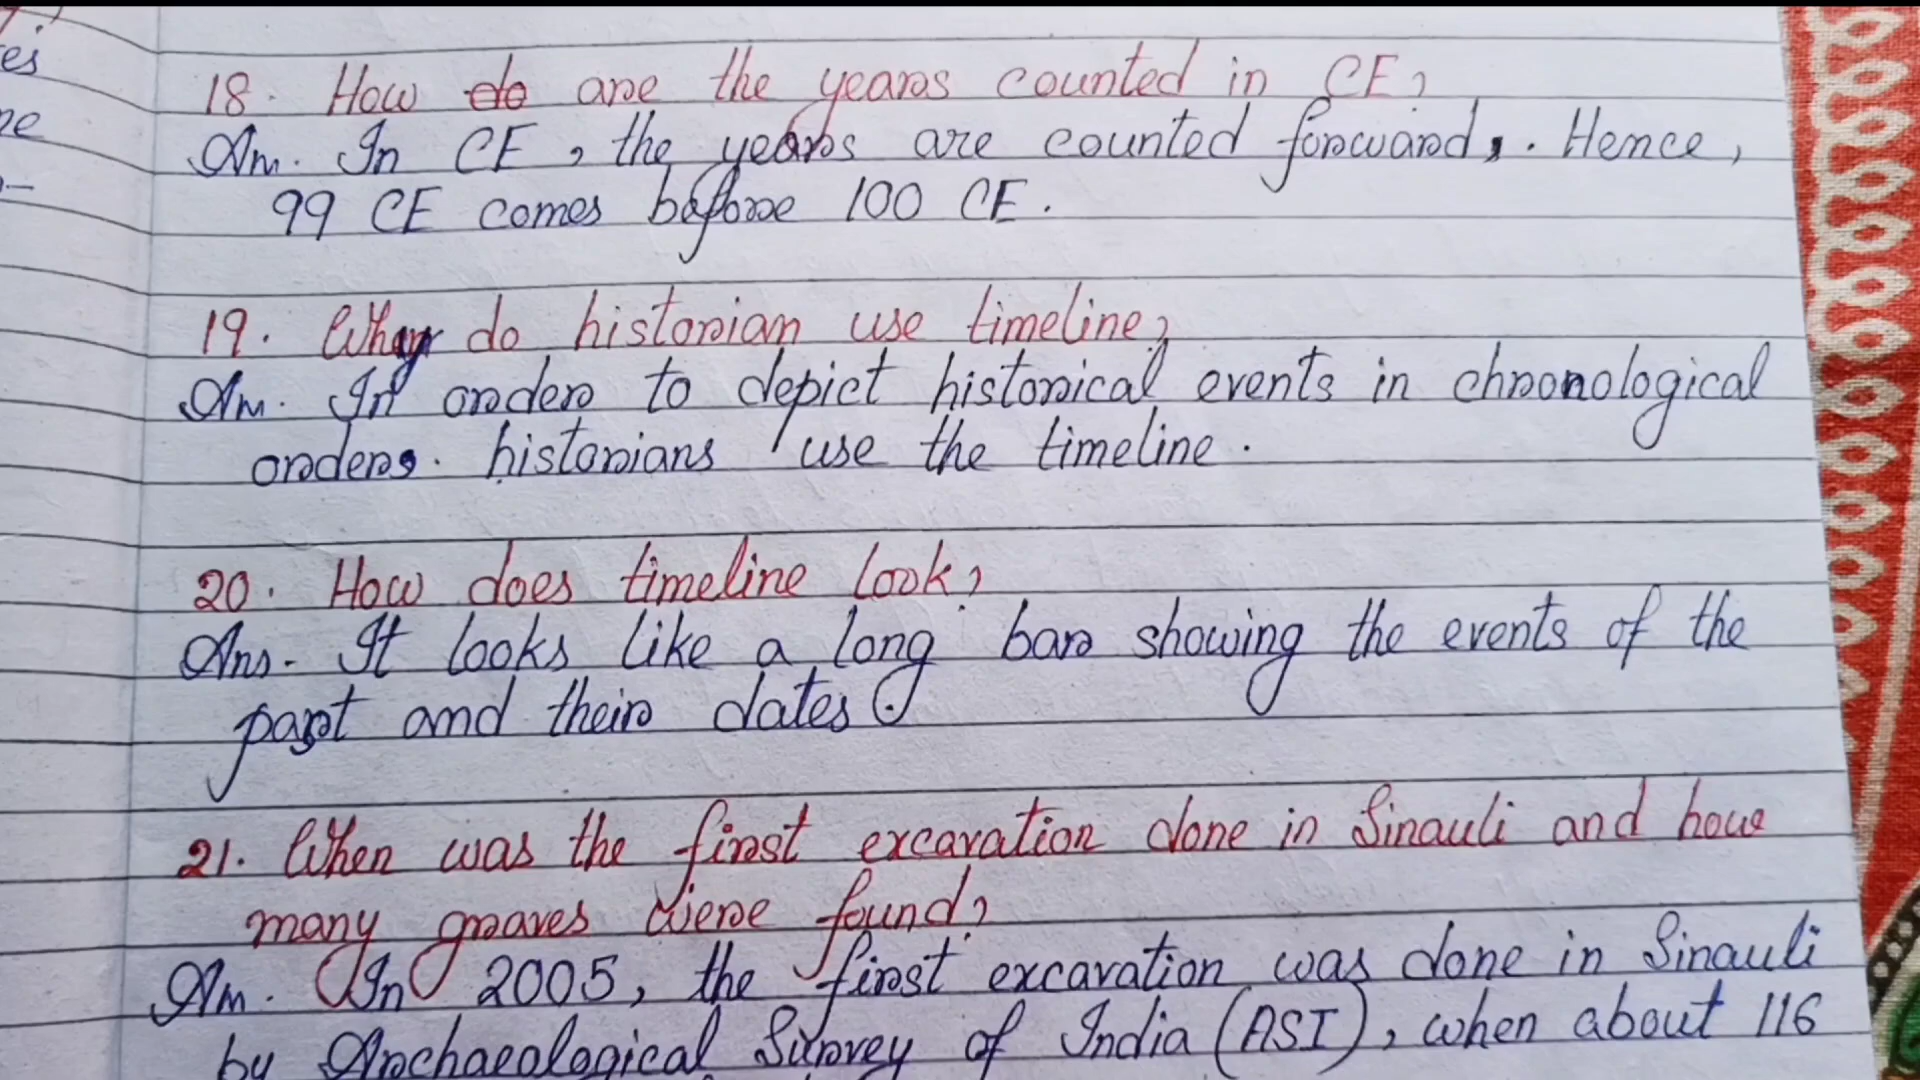 es
18. How do are the years counted in CE?
Ans. In CE, the years are counted forward. Hence,
99 CE comes before 100 CE.
19. Why do historian use timeline?
Ans. In order to depict historical events in chronological
orders. historians use the timeline.
20. How does timeline look?
Ans. It looks like a long bar showing the events of the
past and their dates.
21. When was the first excavation done in Sinauli and how
many graves were found?
Ans. In 2005, the first excavation was done in Sinauli
by Archaeological Survey of India (ASI), when about 116